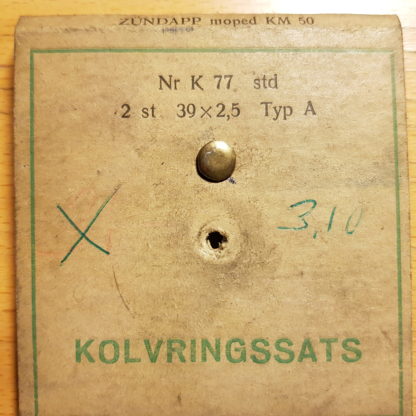 ZÜNDAPP moped KM 50
Nr K 77 std
2 st 39×2,5 Typ A
X 3,10
KOLVRINGSSATS